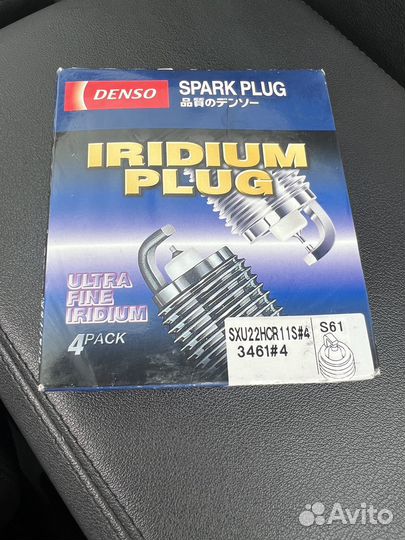 DENSO
SPARK PLUG
品質のデンソー
IRIDIUM
PLUG
ULTRA
FINE
IRIDIUM
4PACK
SXU22HCR11S#4
3461#4
S61
Avito